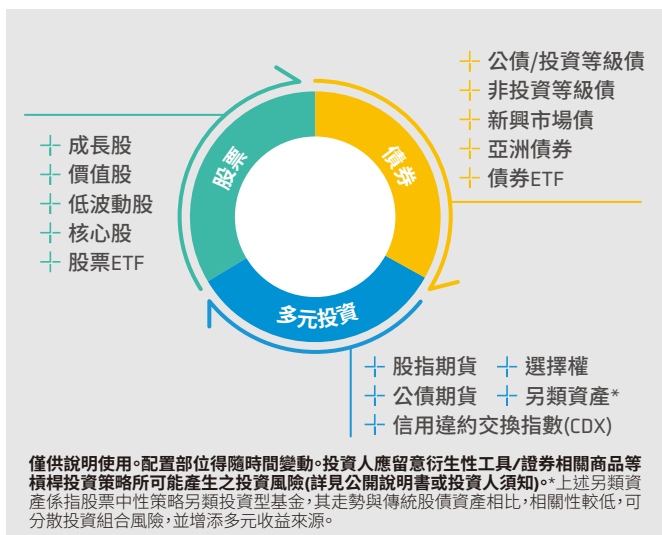 股票
成長股
價值股
低波動股
核心股
股票ETF
債券
公債/投資等級債
非投資等級債
新興市場債
亞洲債券
債券ETF
多元投資
股指期貨 選擇權
公債期貨 另類資產*
信用違約交換指數(CDX)
僅供說明使用。配置部位得隨時間變動。投資人應留意衍生性工具/證券相關商品等
槓桿投資策略所可能產生之投資風險(詳見公開說明書或投資人須知)。*上述另類資
產係指股票中性策略另類投資型基金,其走勢與傳統股債資產相比,相關性較低,可
分散投資組合風險,並增添多元收益來源。